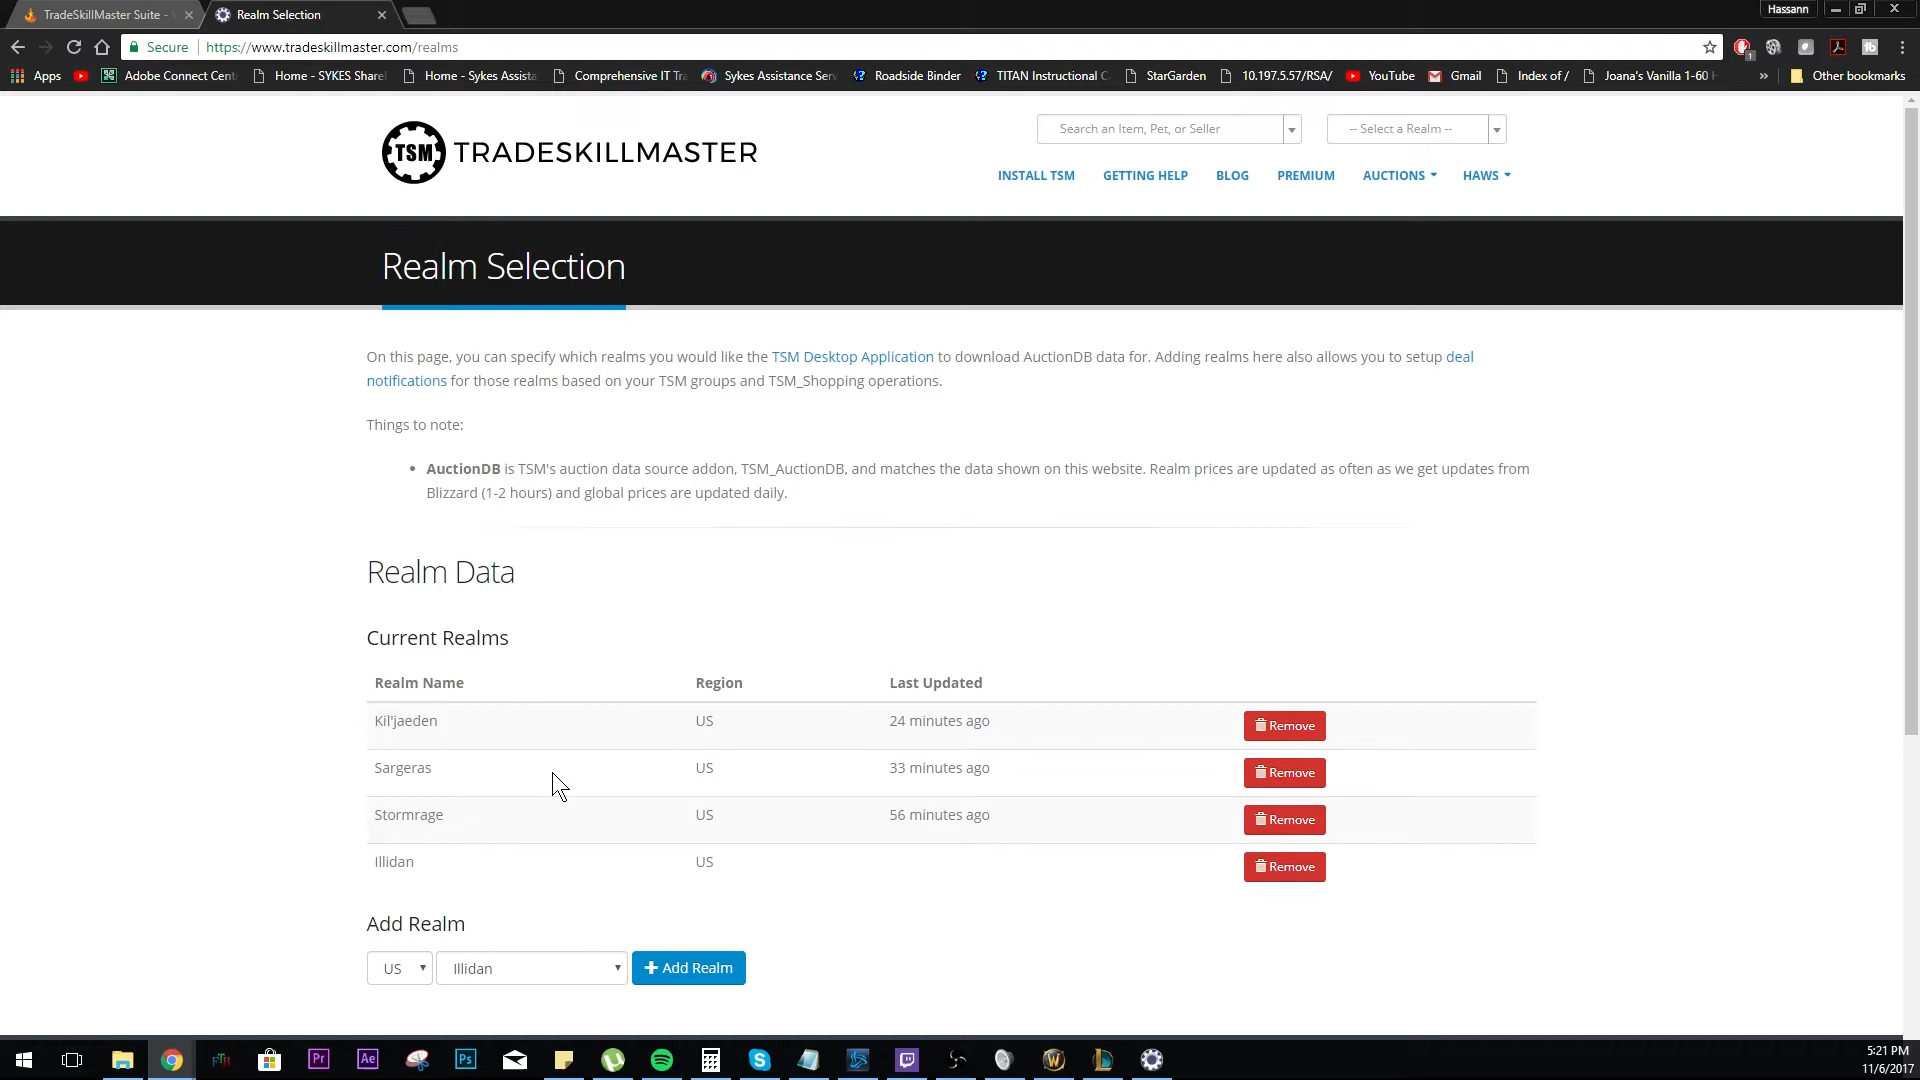 TradeSkillMaster Suite -
Realm Selection
Hassann
Secure
https://www.tradeskillmaster.com/realms
Apps
Adobe Connect Cent
Home - SYKES Share
Home - Sykes Assista
Comprehensive IT Tra
Sykes Assistance Serv
Roadside Binder
TITAN Instructional C
StarGarden
10.197.5.57/RSA/
YouTube
Gmail
Index of /
Joana's Vanilla 1-60
»
Other bookmarks
TSM TRADESKILLMASTER
Search an Item, Pet, or Seller
-- Select a Realm --
INSTALL TSM
GETTING HELP
BLOG
PREMIUM
AUCTIONS
HAWS
Realm Selection
On this page, you can specify which realms you would like the TSM Desktop Application to download AuctionDB data for. Adding realms here also allows you to setup deal
notifications for those realms based on your TSM groups and TSM_Shopping operations.
Things to note:
• AuctionDB is TSM's auction data source addon, TSM_AuctionDB, and matches the data shown on this website. Realm prices are updated as often as we get updates from
Blizzard (1-2 hours) and global prices are updated daily.
Realm Data
Current Realms
Realm Name Region Last Updated
Kil'jaeden US 24 minutes ago Remove
Sargeras US 33 minutes ago Remove
Stormrage US 56 minutes ago Remove
Illidan US Remove
Add Realm
US Illidan + Add Realm
Pr
Ae
Ps
5:21 PM
11/6/2017